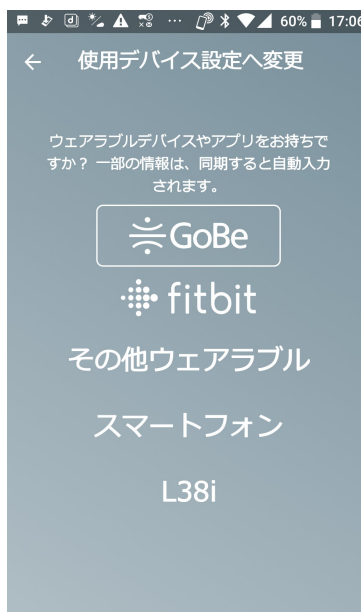 60% 17:06
使用デバイス設定へ変更
ウェアラブルデバイスやアプリをお持ちで
すか？ 一部の情報は、同期すると自動入力
されます。
GoBe
fitbit
その他ウェアラブル
スマートフォン
L38i